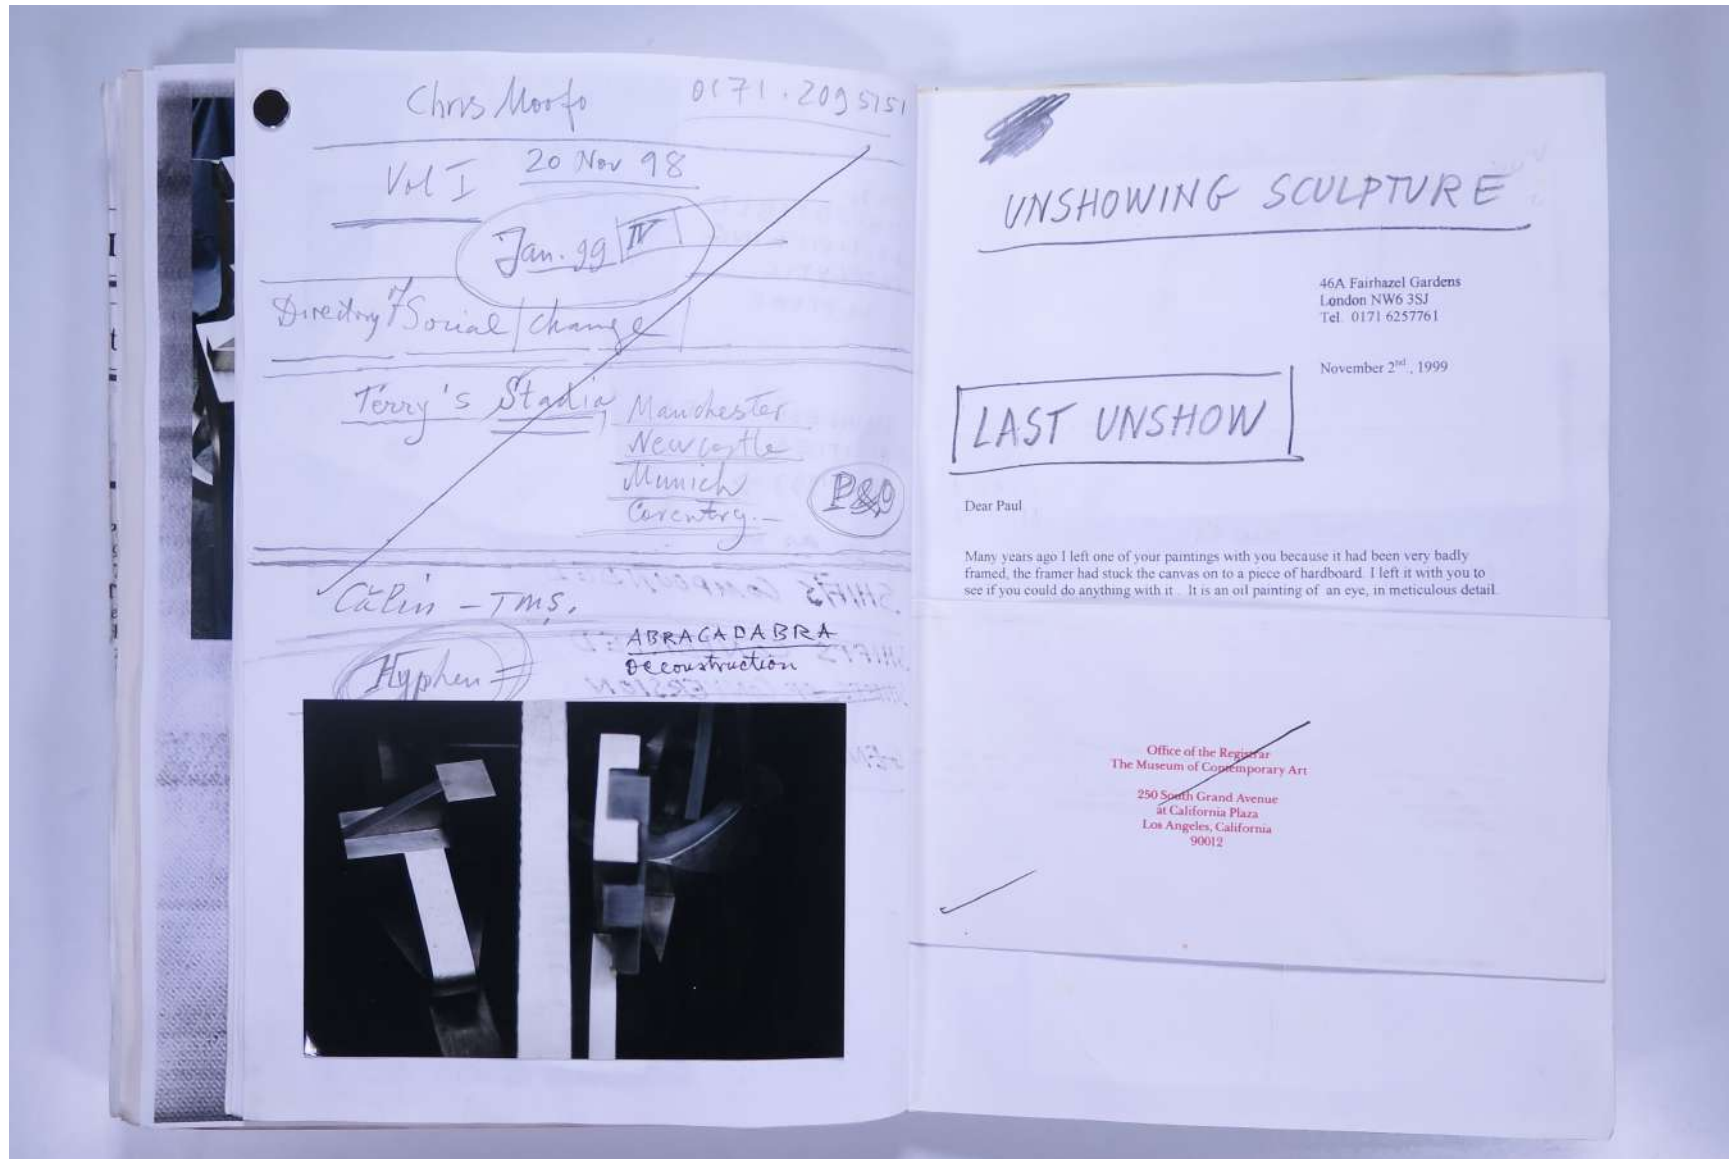 Chris Moofo 0171.2095151
Vol I 20 Nov 98
Jan. 99 IV
Directory of Social change
Terry's Stadia
Manchester
Newcastle
Munich
Coventry.
P&O
Călin - TMS.
ABRACADABRA
Deconstruction
Hyphen =
UNSHOWING SCULPTURE
46A Fairhazel Gardens
London NW6 3SJ
Tel. 0171 6257761
November 2nd, 1999
LAST UNSHOW
Dear Paul
Many years ago I left one of your paintings with you because it had been very badly
framed, the framer had stuck the canvas on to a piece of hardboard. I left it with you to
see if you could do anything with it . It is an oil painting of an eye, in meticulous detail.
Office of the Registrar
The Museum of Contemporary Art
250 South Grand Avenue
at California Plaza
Los Angeles, California
90012